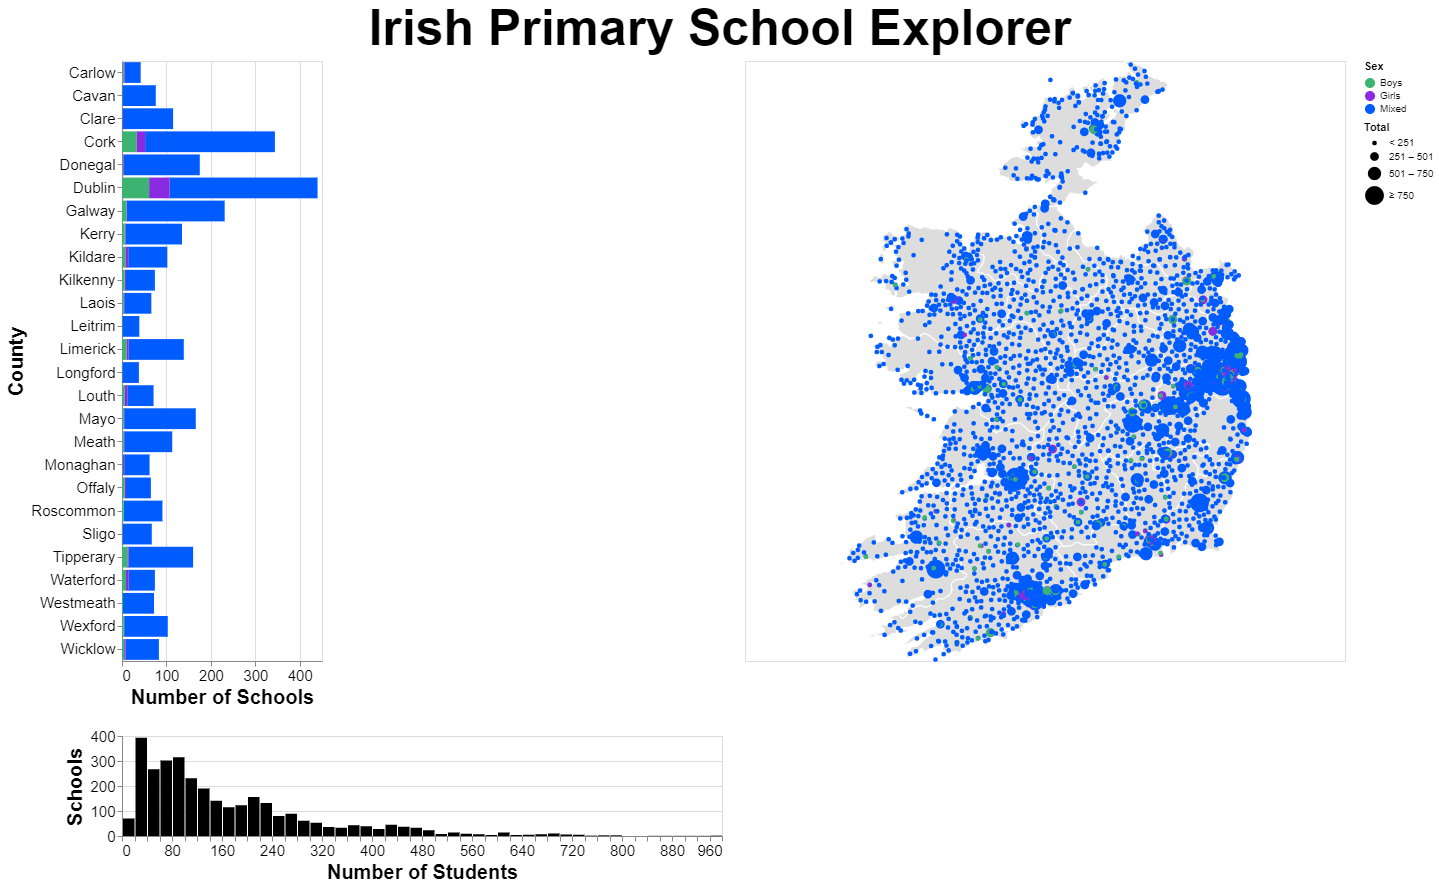 Irish Primary School Explorer
County
Carlow
Cavan
Clare
Cork
Donegal
Dublin
Galway
Kerry
Kildare
Kilkenny
Laois
Leitrim
Limerick
Longford
Louth
Mayo
Meath
Monaghan
Offaly
Roscommon
Sligo
Tipperary
Waterford
Westmeath
Wexford
Wicklow
0 100 200 300 400
Number of Schools
Sex
Boys
Girls
Mixed
Total
< 251
251 – 501
501 – 750
≥ 750
Schools
400
300
200
100
0
0 80 160 240 320 400 480 560 640 720 800 880 960
Number of Students